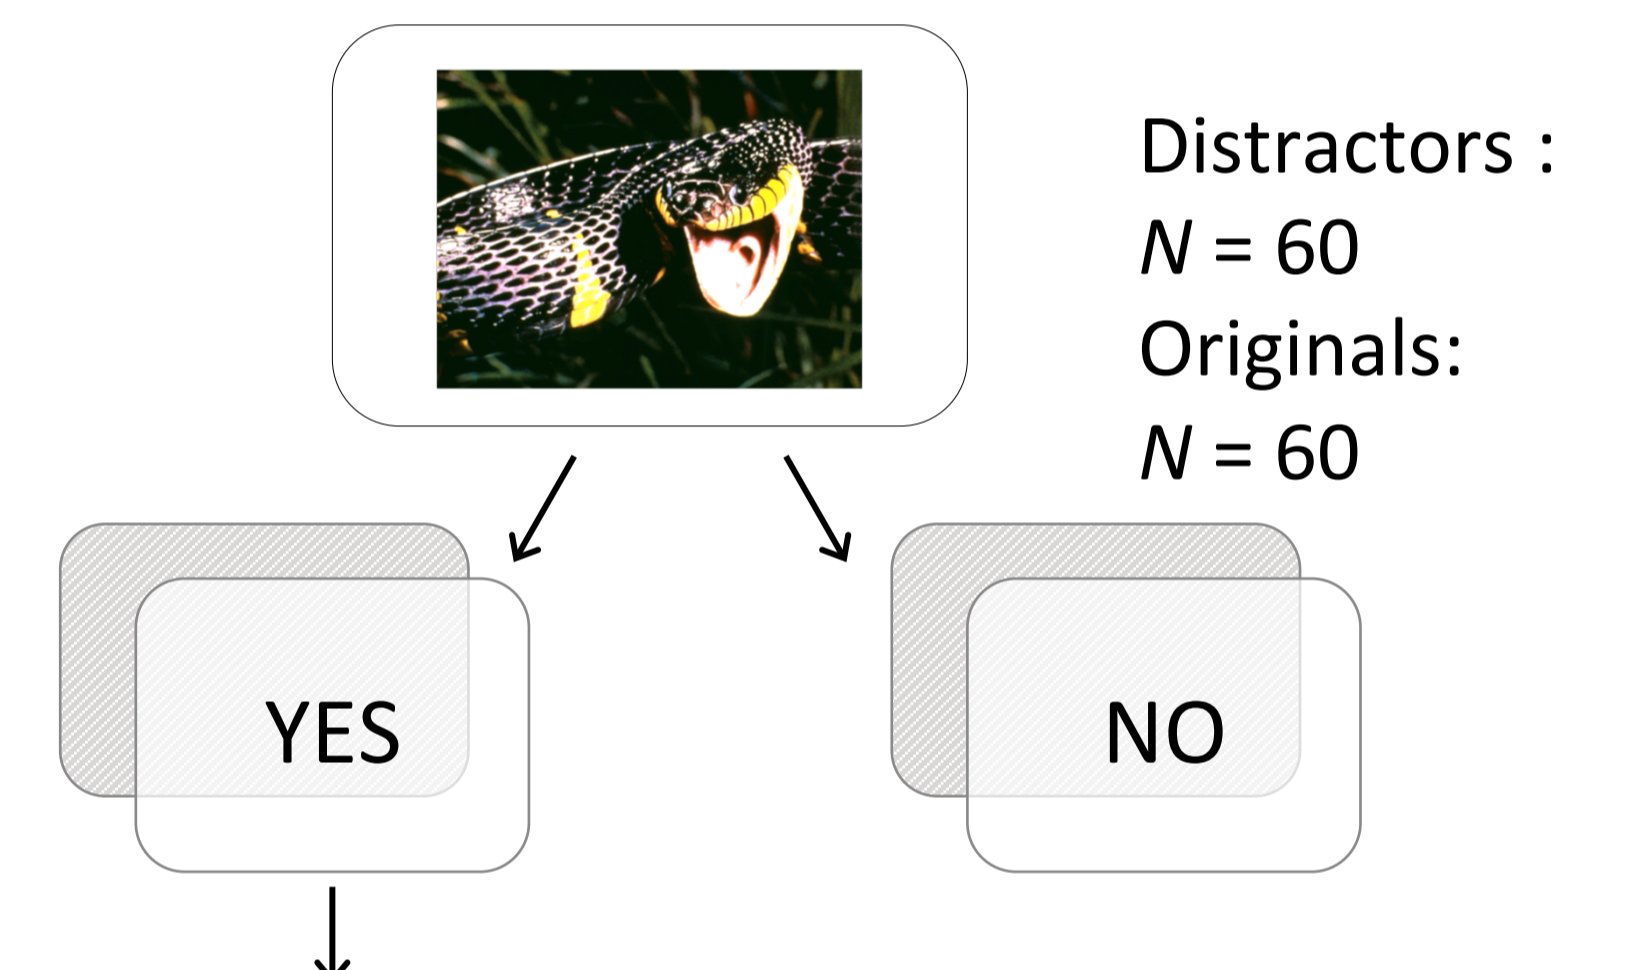 Distractors :
N = 60
Originals:
N = 60
YES
NO